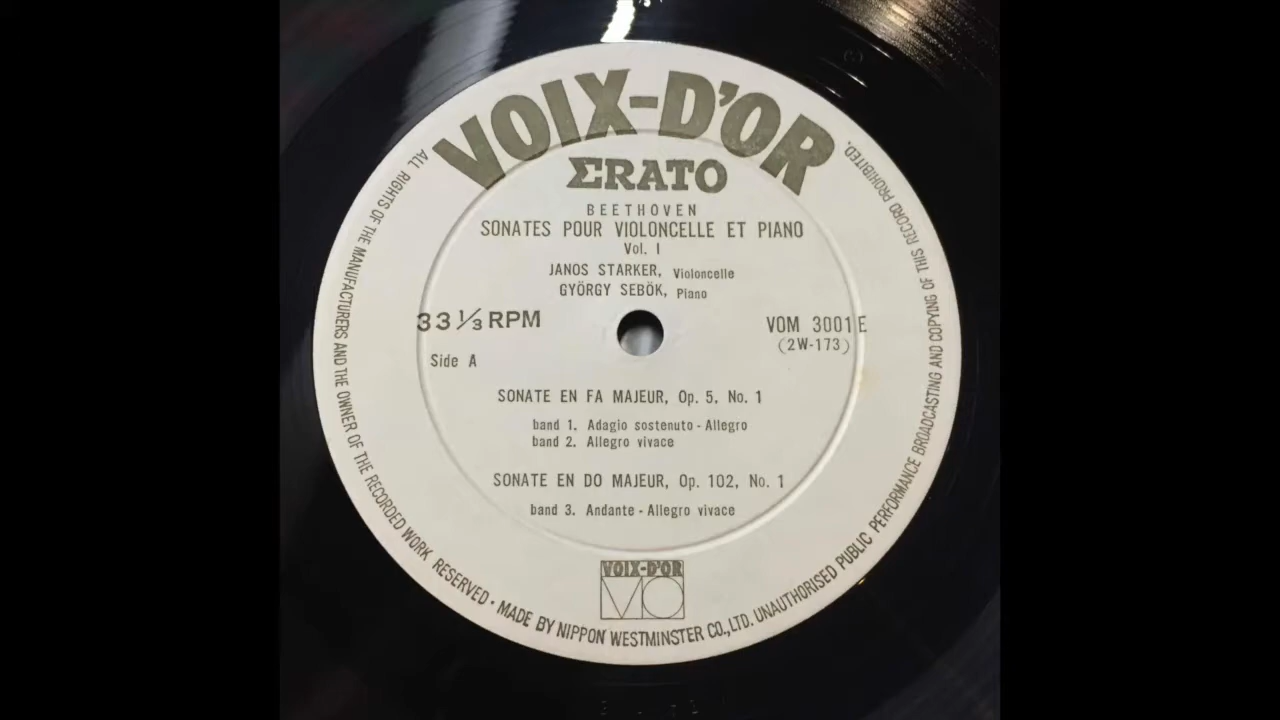 VOIX-D'OR
ΣRATO
BEETHOVEN
SONATES POUR VIOLONCELLE ET PIANO
Vol. I
JANOS STARKER, Violoncelle
GYÖRGY SEBÖK, Piano
33 1/3 RPM
VOM 3001 E
(2W-173)
Side A
SONATE EN FA MAJEUR, Op. 5, No. 1
band 1. Adagio sostenuto - Allegro
band 2. Allegro vivace
SONATE EN DO MAJEUR, Op. 102, No. 1
band 3. Andante - Allegro vivace
VOIX-D'OR
VO
ALL RIGHTS OF THE MANUFACTURERS AND THE OWNER OF THE RECORDED WORK RESERVED · MADE BY NIPPON WESTMINSTER CO., LTD. UNAUTHORISED PUBLIC PERFORMANCE BROADCASTING AND COPYING OF THIS RECORD PROHIBITED.